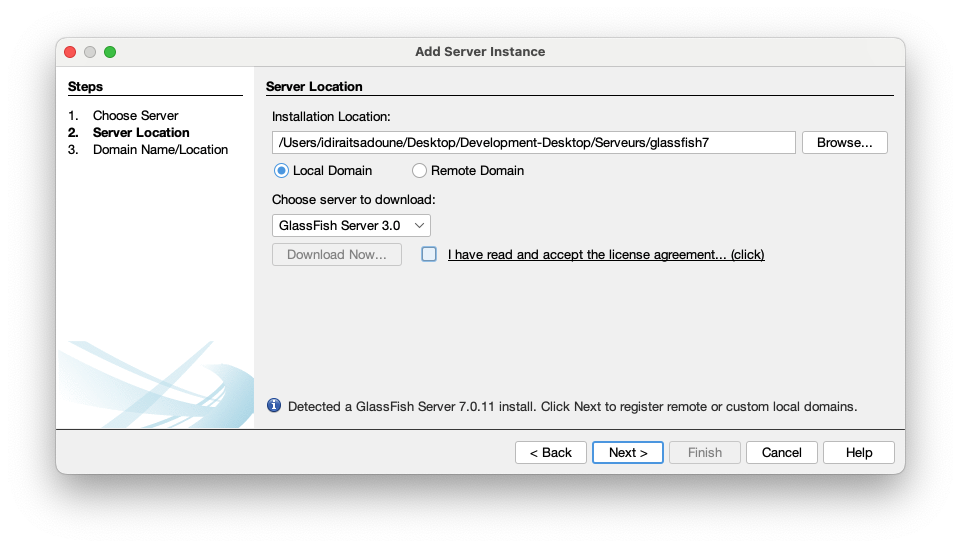 Add Server Instance
Steps
1. Choose Server
2. Server Location
3. Domain Name/Location
Server Location
Installation Location:
/Users/idiraitsadoune/Desktop/Development-Desktop/Serveurs/glassfish7 Browse...
Local Domain Remote Domain
Choose server to download:
GlassFish Server 3.0
Download Now... I have read and accept the license agreement... (click)
Detected a GlassFish Server 7.0.11 install. Click Next to register remote or custom local domains.
< Back Next > Finish Cancel Help